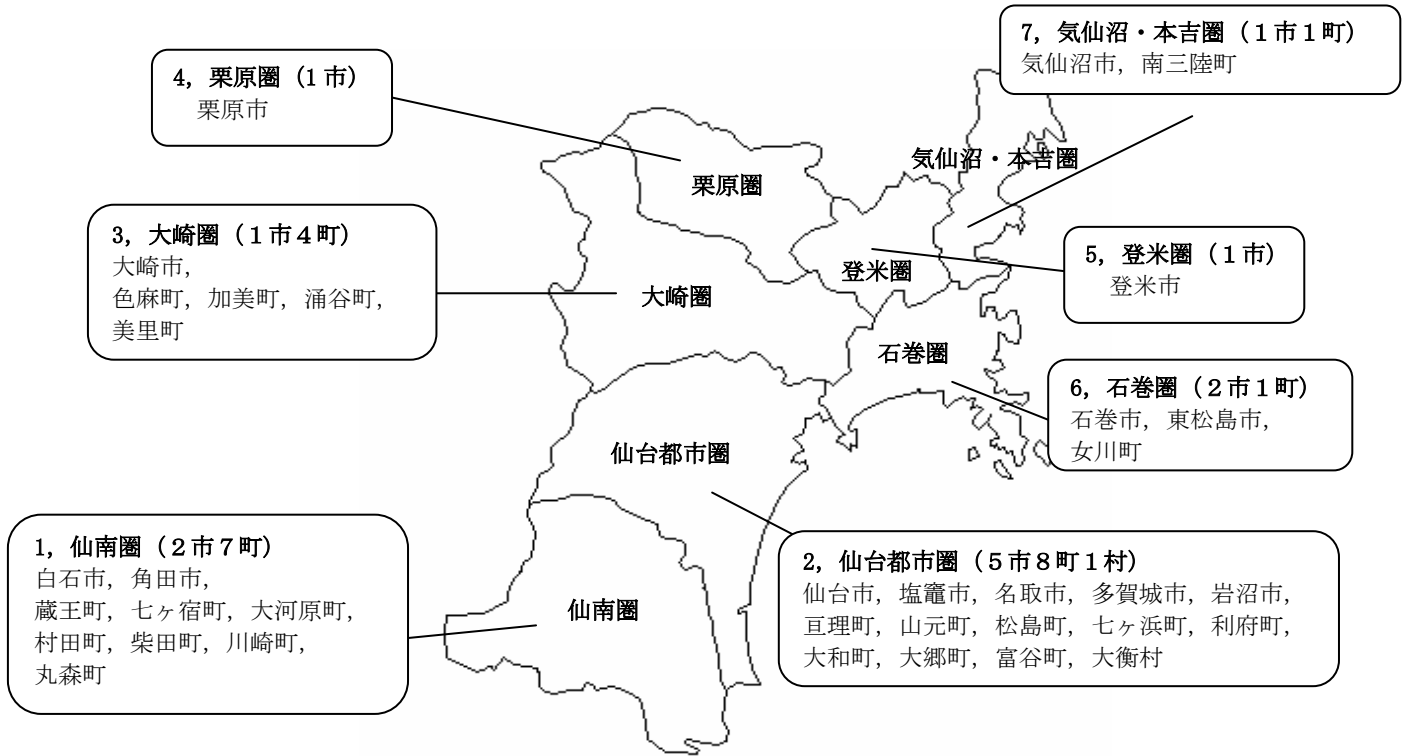 7, 気仙沼・本吉圏（１市１町）
気仙沼市, 南三陸町
4, 栗原圏（１市）
栗原市
気仙沼・本吉圏
栗原圏
3, 大崎圏（１市４町）
大崎市,
色麻町, 加美町, 涌谷町,
美里町
5, 登米圏（１市）
登米市
登米圏
大崎圏
石巻圏
6, 石巻圏（２市１町）
石巻市, 東松島市,
女川町
仙台都市圏
1, 仙南圏（２市７町）
白石市, 角田市,
蔵王町, 七ヶ宿町, 大河原町,
村田町, 柴田町, 川崎町,
丸森町
仙南圏
2, 仙台都市圏（５市８町１村）
仙台市, 塩竈市, 名取市, 多賀城市, 岩沼市,
亘理町, 山元町, 松島町, 七ヶ浜町, 利府町,
大和町, 大郷町, 富谷町, 大衡村